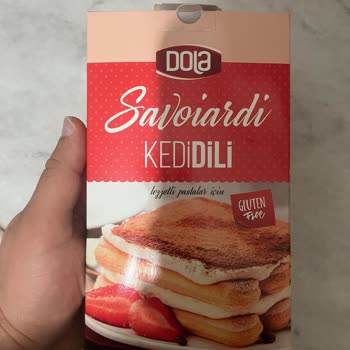 DOLA
Savoiardi
KEDİDİLİ
lezzetli pastalar için
GLUTEN
Free